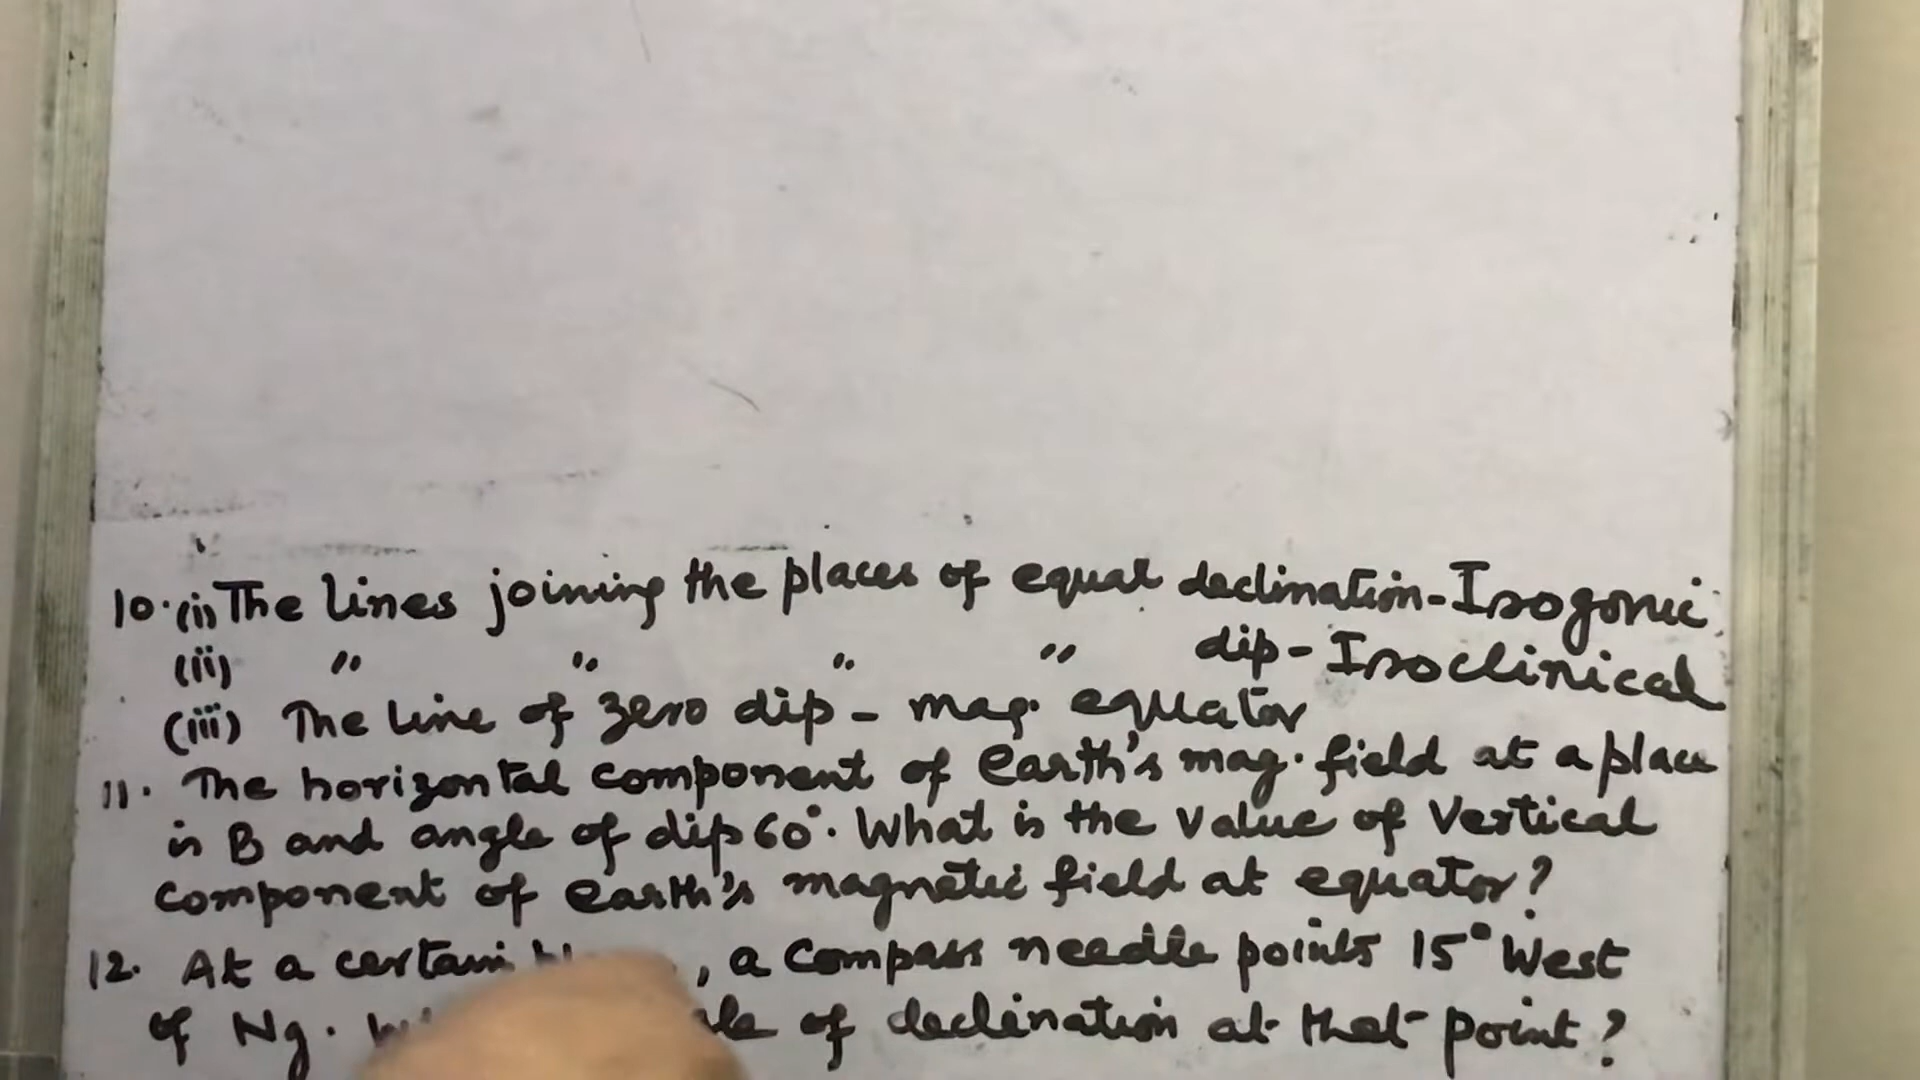 10. (i) The lines joining the places of equal declination - Isogonic
(ii) " " " " dip - Isoclinical
(iii) The line of zero dip - mag. equator
11. The horizontal component of Earth's mag. field at a place
is B and angle of dip 60°. What is the value of Vertical
component of earth's magnetic field at equator?
12. At a certain , a compass needle points 15° West
of Ng. of declination at that point?